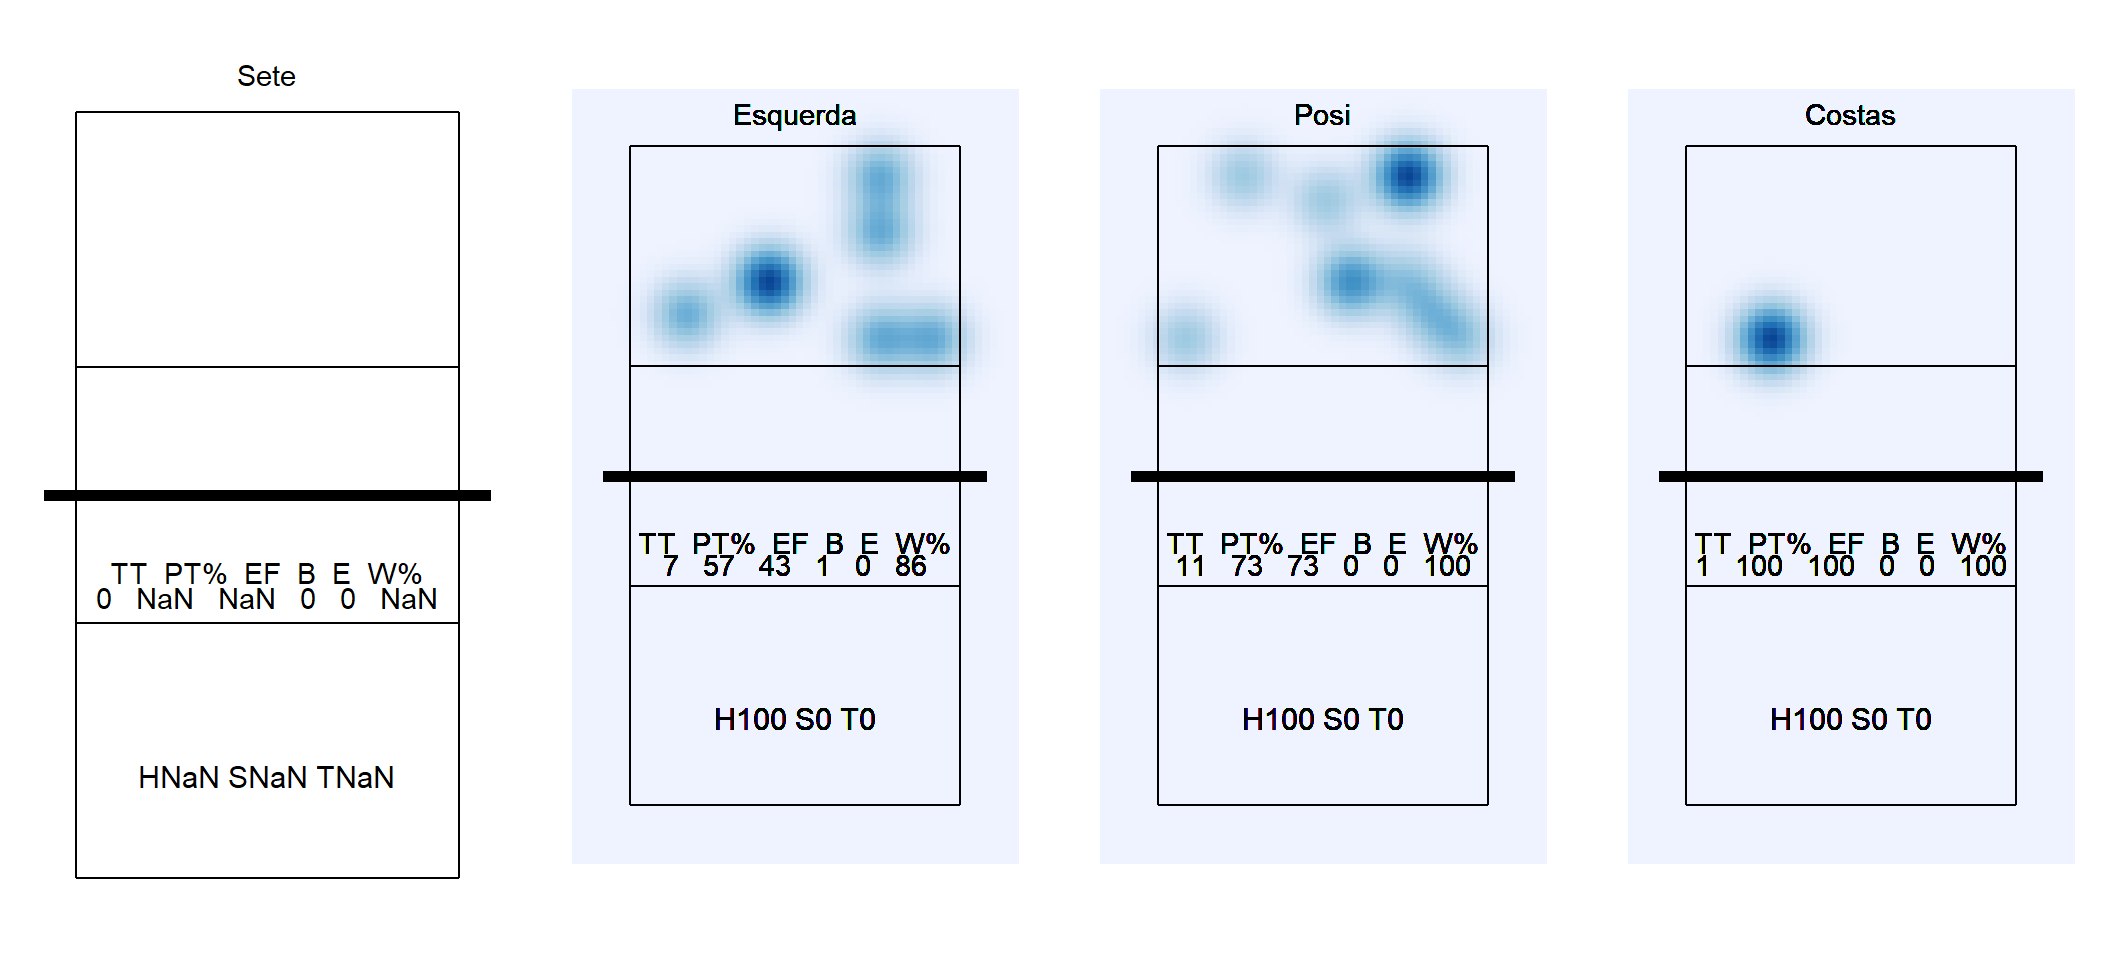 Sete
TT PT% EF B E W%
0 NaN NaN 0 0 NaN
HNaN SNaN TNaN
Esquerda
TT PT% EF B E W%
7 57 43 1 0 86
H100 S0 T0
Posi
TT PT% EF B E W%
11 73 73 0 0 100
H100 S0 T0
Costas
TT PT% EF B E W%
1 100 100 0 0 100
H100 S0 T0